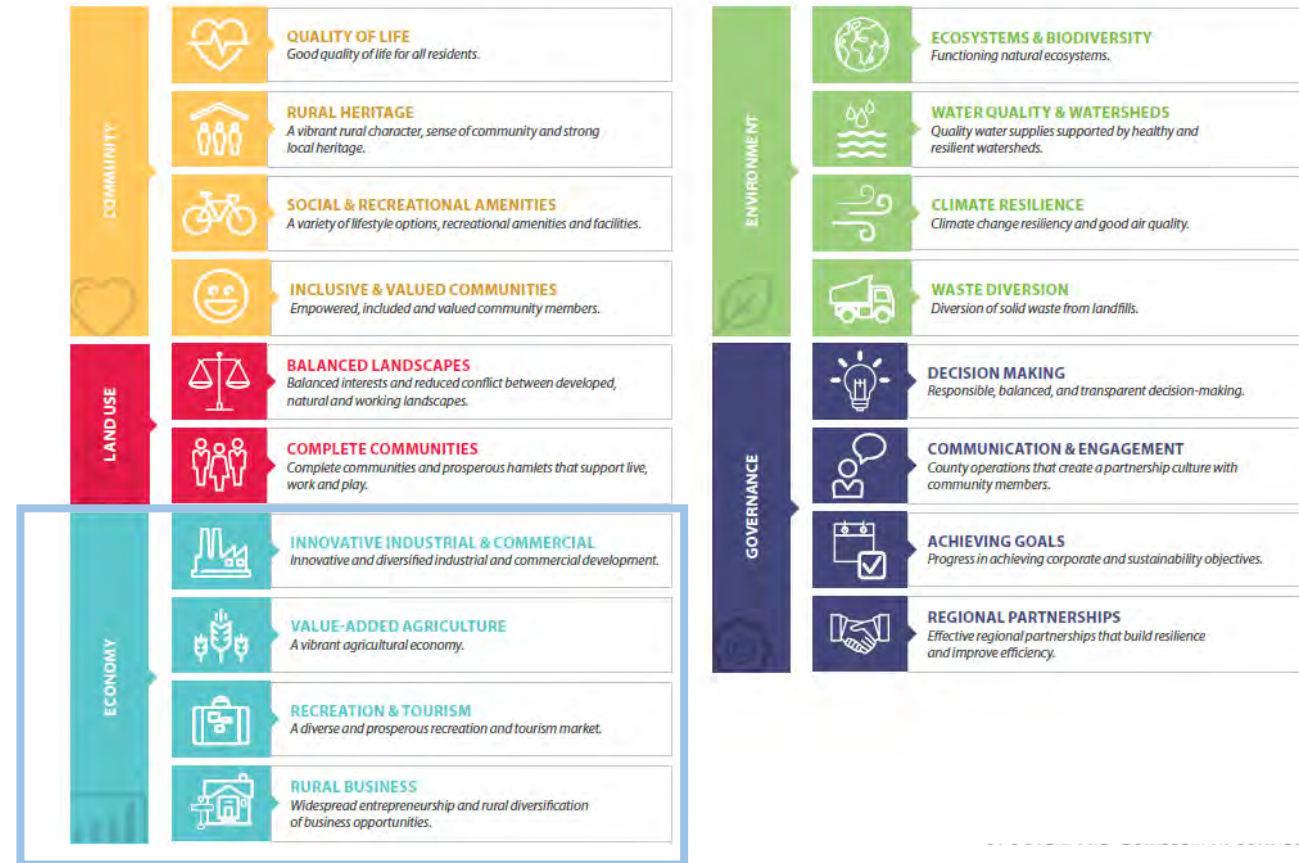 COMMUNITY
QUALITY OF LIFE
Good quality of life for all residents.
RURAL HERITAGE
A vibrant rural character, sense of community and strong
local heritage.
SOCIAL & RECREATIONAL AMENITIES
A variety of lifestyle options, recreational amenities and facilities.
INCLUSIVE & VALUED COMMUNITIES
Empowered, included and valued community members.
LAND USE
BALANCED LANDSCAPES
Balanced interests and reduced conflict between developed,
natural and working landscapes.
COMPLETE COMMUNITIES
Complete communities and prosperous hamlets that support live,
work and play.
ECONOMY
INNOVATIVE INDUSTRIAL & COMMERCIAL
Innovative and diversified industrial and commercial development.
VALUE-ADDED AGRICULTURE
A vibrant agricultural economy.
RECREATION & TOURISM
A diverse and prosperous recreation and tourism market.
RURAL BUSINESS
Widespread entrepreneurship and rural diversification
of business opportunities.
ENVIRONMENT
ECOSYSTEMS & BIODIVERSITY
Functioning natural ecosystems.
WATER QUALITY & WATERSHEDS
Quality water supplies supported by healthy and
resilient watersheds.
CLIMATE RESILIENCE
Climate change resiliency and good air quality.
WASTE DIVERSION
Diversion of solid waste from landfills.
GOVERNANCE
DECISION MAKING
Responsible, balanced, and transparent decision-making.
COMMUNICATION & ENGAGEMENT
County operations that create a partnership culture with
community members.
ACHIEVING GOALS
Progress in achieving corporate and sustainability objectives.
REGIONAL PARTNERSHIPS
Effective regional partnerships that build resilience
and improve efficiency.